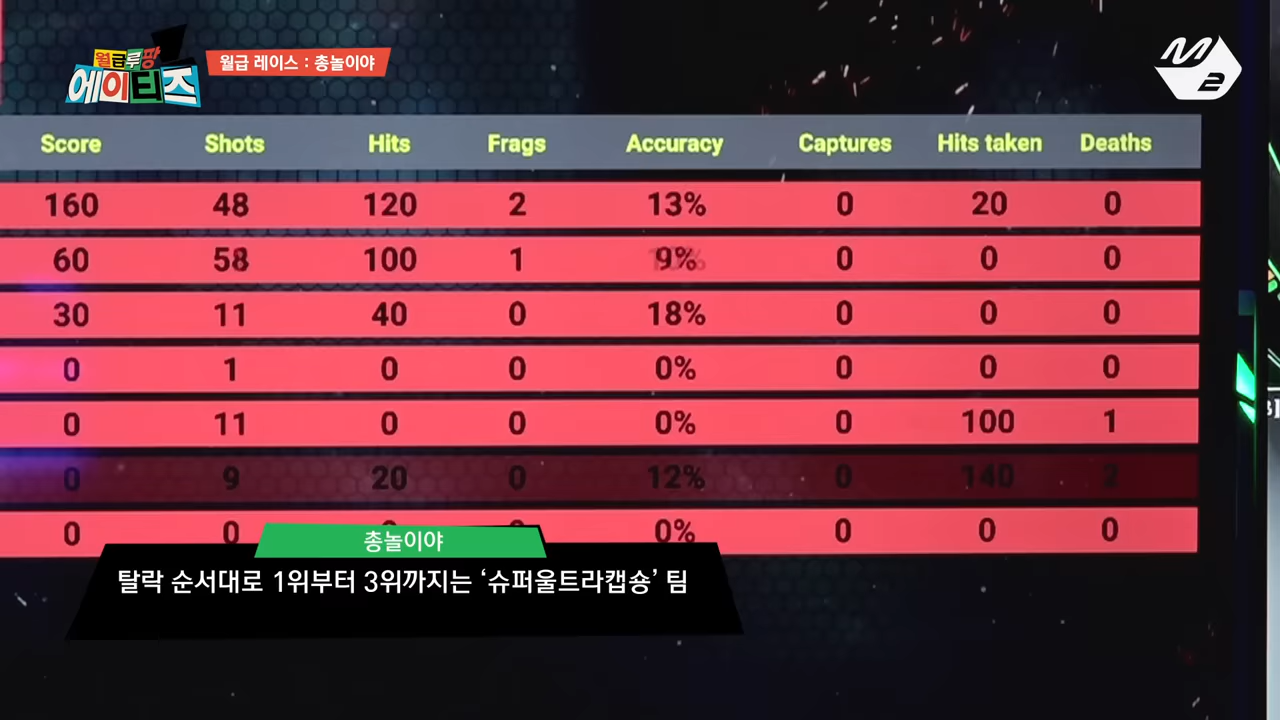 월급루팡
에이티즈
월급 레이스 : 총놀이야
M2
Score Shots Hits Frags Accuracy Captures Hits taken Deaths
160 48 120 2 13% 0 20 0
60 58 100 1 9% 0 0 0
30 11 40 0 18% 0 0 0
0 1 0 0 0% 0 0 0
0 11 0 0 0% 0 100 1
0 9 20 0 12% 0 140 2
0 0 0% 0 0 0
총놀이야
탈락 순서대로 1위부터 3위까지는 ‘슈퍼울트라캡숑’ 팀